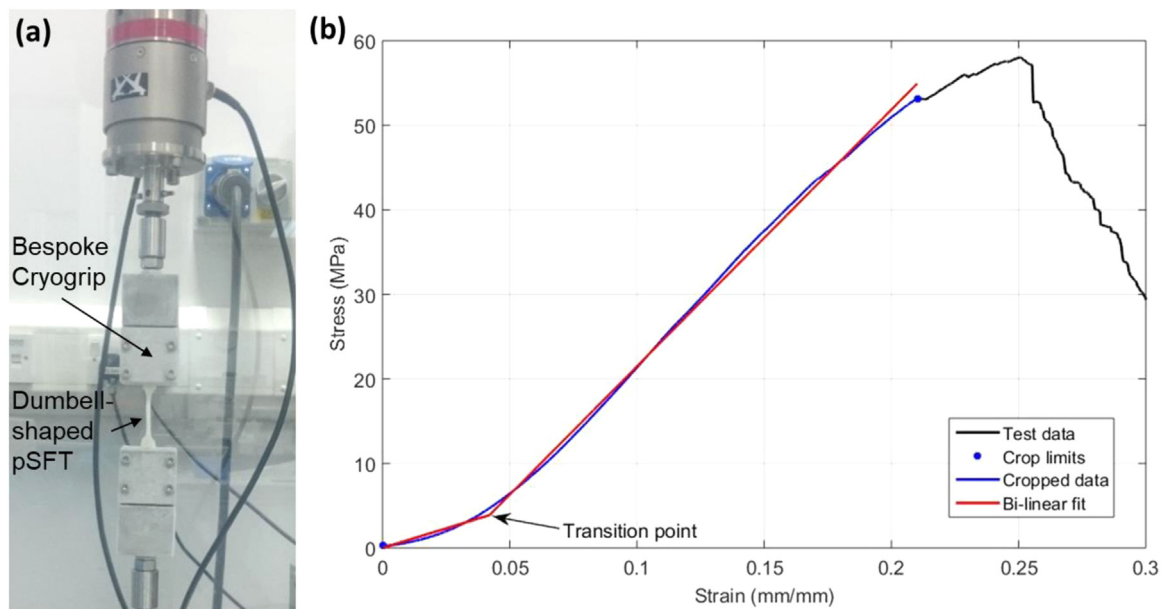 (a)
Bespoke
Cryogrip
Dumbell-
shaped
pSFT
(b)
60
50
40
30
20
10
0
Stress (MPa)
0 0.05 0.1 0.15 0.2 0.25 0.3
Strain (mm/mm)
Transition point
Test data
Crop limits
Cropped data
Bi-linear fit